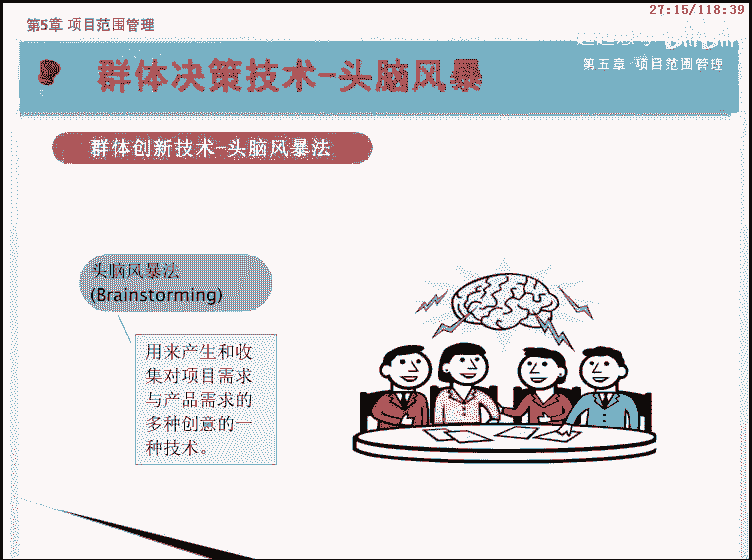 27:15/118:39
第5章 项目范围管理
群体决策技术-头脑风暴
第五章 项目范围管理
群体创新技术-头脑风暴法
头脑风暴法
(Brainstorming)
用来产生和收
集对项目需求
与产品需求的
多种创意的一
种技术。